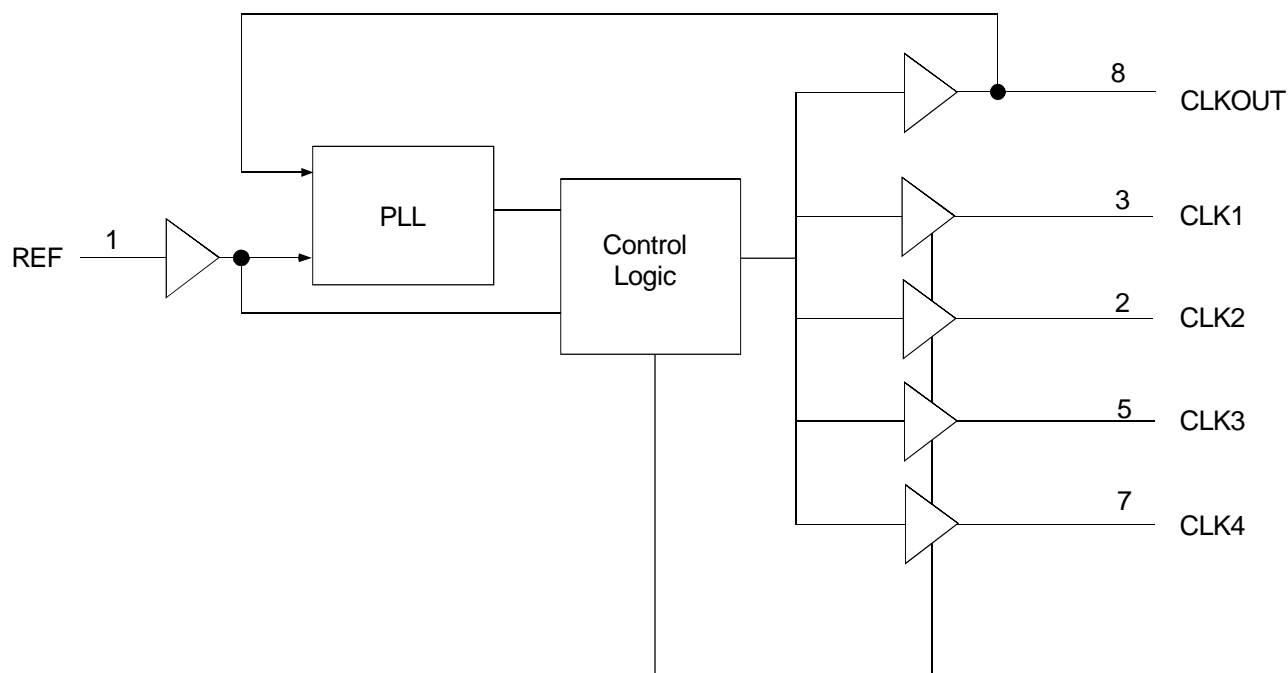 8
CLKOUT
PLL
Control
Logic
3
CLK1
REF
1
2
CLK2
5
CLK3
7
CLK4